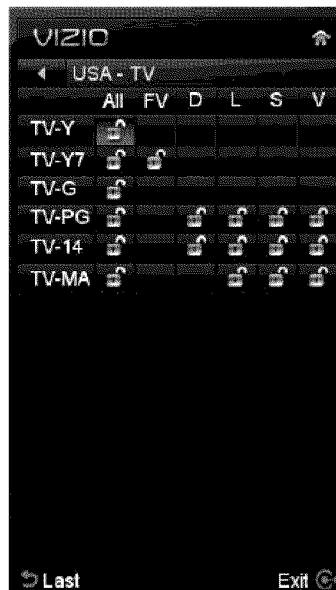 VIZIO
USA - TV
All FV D L S V
TV-Y
TV-Y7
TV-G
TV-PG
TV-14
TV-MA
Last Exit